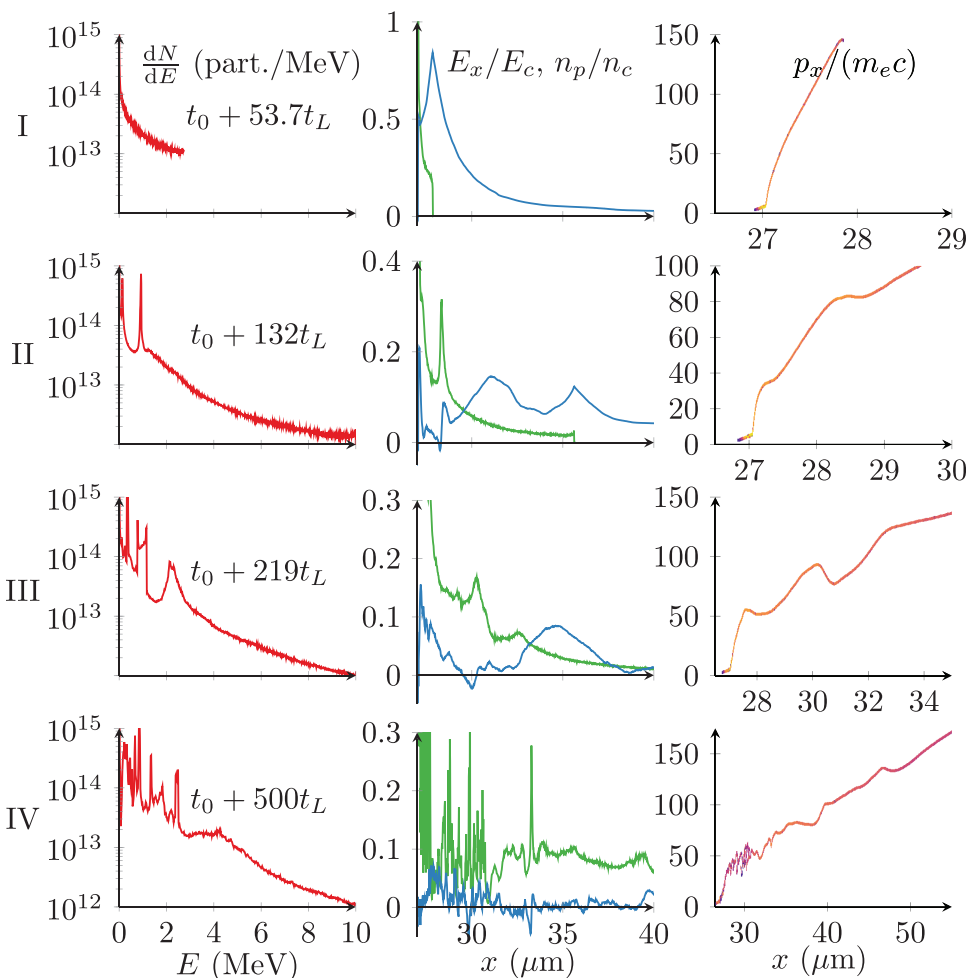 10^15 dN/dE (part./MeV) 1 E_x/E_c, n_p/n_c 150 p_x/(m_e c)
10^14 t_0 + 53.7t_L 0.5 100
I 10^13 50
0 0
27 28 29
10^15 0.4 100
10^14 t_0 + 132t_L 80
II 10^13 0.2 60
40
20
0 0
27 28 29 30
10^15 0.3 150
10^14 t_0 + 219t_L 0.2 100
III 10^13 0.1 50
0 0
28 30 32 34
10^15 0.3 150
10^14 t_0 + 500t_L 0.2 100
IV 10^13 0.1 50
10^12 0 0
0 2 4 6 8 10 30 35 40 30 40 50
E (MeV) x (μm) x (μm)